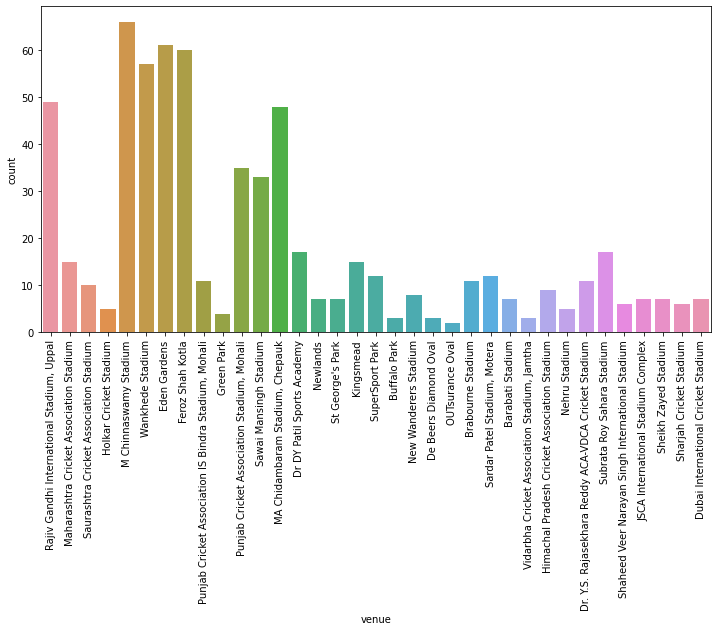 60
50
40
30
20
10
0
count
Rajiv Gandhi International Stadium, Uppal
Maharashtra Cricket Association Stadium
Saurashtra Cricket Association Stadium
Holkar Cricket Stadium
M Chinnaswamy Stadium
Wankhede Stadium
Eden Gardens
Feroz Shah Kotla
Punjab Cricket Association IS Bindra Stadium, Mohali
Green Park
Punjab Cricket Association Stadium, Mohali
Sawai Mansingh Stadium
MA Chidambaram Stadium, Chepauk
Dr DY Patil Sports Academy
Newlands
St George's Park
Kingsmead
SuperSport Park
Buffalo Park
New Wanderers Stadium
De Beers Diamond Oval
OUTsurance Oval
Brabourne Stadium
Sardar Patel Stadium, Motera
Barabati Stadium
Vidarbha Cricket Association Stadium, Jamtha
Himachal Pradesh Cricket Association Stadium
Nehru Stadium
Dr. Y.S. Rajasekhara Reddy ACA-VDCA Cricket Stadium
Subrata Roy Sahara Stadium
Shaheed Veer Narayan Singh International Stadium
JSCA International Stadium Complex
Sheikh Zayed Stadium
Sharjah Cricket Stadium
Dubai International Cricket Stadium
venue